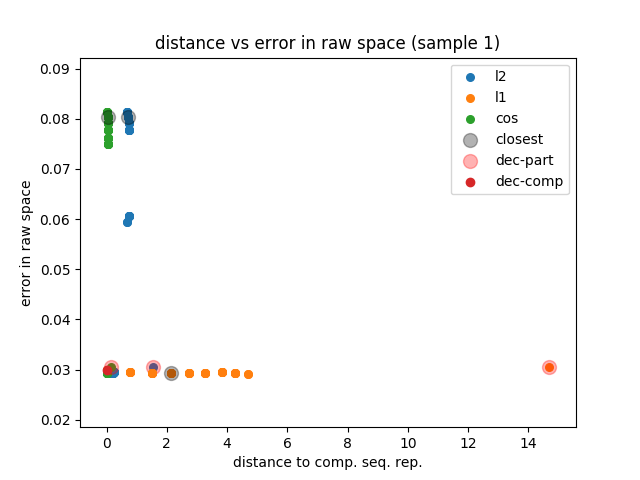 distance vs error in raw space (sample 1)
0.09
0.08
0.07
0.06
0.05
0.04
0.03
0.02
error in raw space
l2
l1
cos
closest
dec-part
dec-comp
0 2 4 6 8 10 12 14
distance to comp. seq. rep.